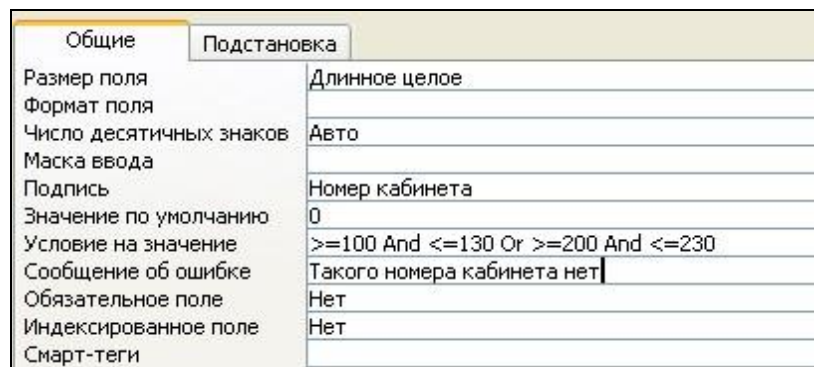 Общие Подстановка
Размер поля Длинное целое
Формат поля
Число десятичных знаков Авто
Маска ввода
Подпись Номер кабинета
Значение по умолчанию 0
Условие на значение >=100 And <=130 Or >=200 And <=230
Сообщение об ошибке Такого номера кабинета нет
Обязательное поле Нет
Индексированное поле Нет
Смарт-теги